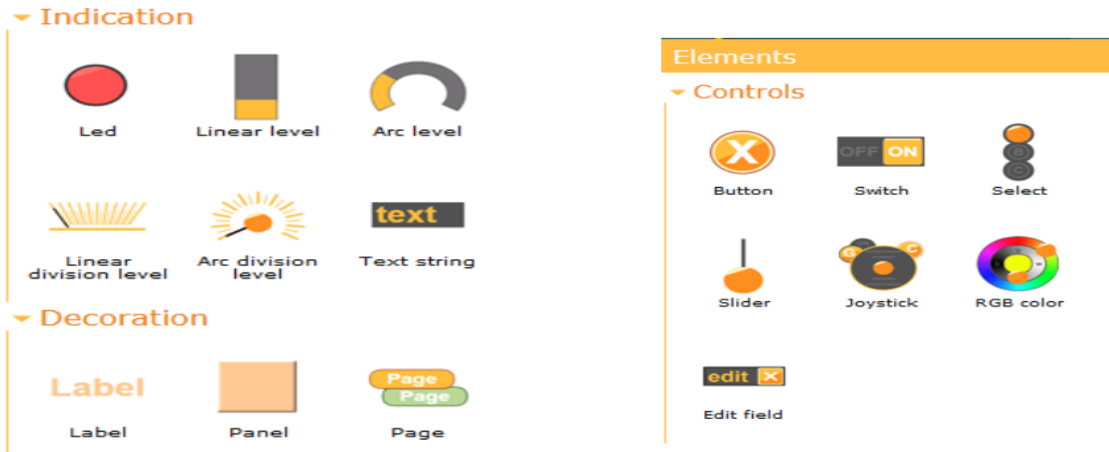 Indication
Led
Linear level
Arc level
text
Linear
division level
Arc division
level
Text string
Decoration
Label
Page
Page
Label
Panel
Page
Elements
Controls
X
OFF ON
B
C
Button
Switch
Select
G
C
Slider
Joystick
RGB color
edit X
Edit field